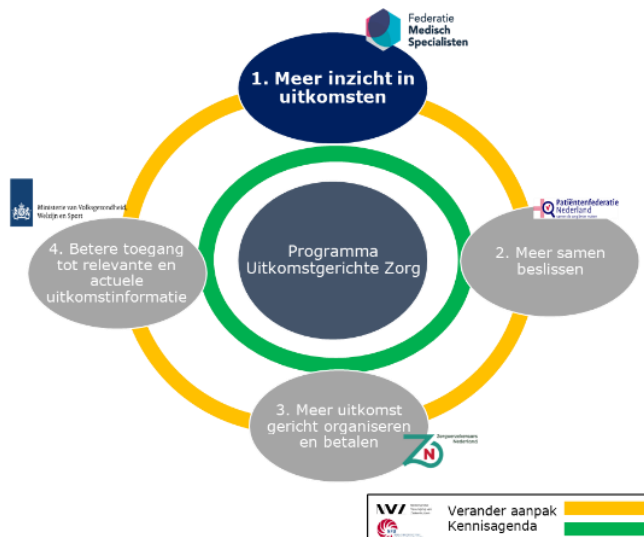 Federatie
Medisch
Specialisten
1. Meer inzicht in
uitkomsten
Ministerie van Volksgezondheid,
Welzijn en Sport
Patiëntenfederatie
Nederland
4. Betere toegang
tot relevante en
actuele
uitkomstinformatie
Programma
Uitkomstgerichte Zorg
2. Meer samen
beslissen
3. Meer uitkomst
gericht organiseren
en betalen
Zorgverzekeraars
Nederland
ZN
Verander aanpak
Kennisagenda